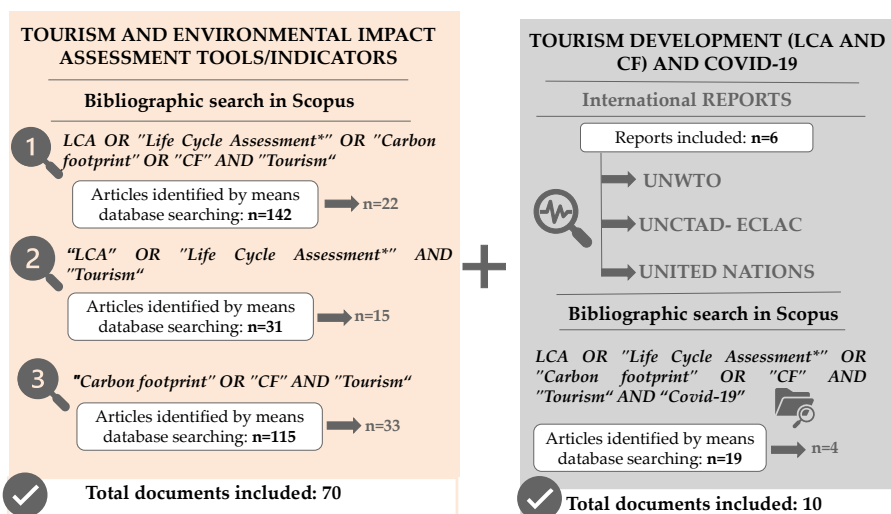 TOURISM AND ENVIRONMENTAL IMPACT
ASSESSMENT TOOLS/INDICATORS
Bibliographic search in Scopus
1
LCA OR "Life Cycle Assessment*" OR "Carbon
footprint" OR "CF" AND "Tourism“
Articles identified by means
database searching: n=142
n=22
2
“LCA” OR "Life Cycle Assessment*" AND
"Tourism“
Articles identified by means
database searching: n=31
n=15
3
"Carbon footprint" OR "CF" AND "Tourism“
Articles identified by means
database searching: n=115
n=33
Total documents included: 70
+
TOURISM DEVELOPMENT (LCA AND
CF) AND COVID-19
International REPORTS
Reports included: n=6
UNWTO
UNCTAD- ECLAC
UNITED NATIONS
Bibliographic search in Scopus
LCA OR "Life Cycle Assessment*" OR
"Carbon footprint" OR "CF" AND
"Tourism“ AND “Covid-19”
Articles identified by means
database searching: n=19
n=4
Total documents included: 10